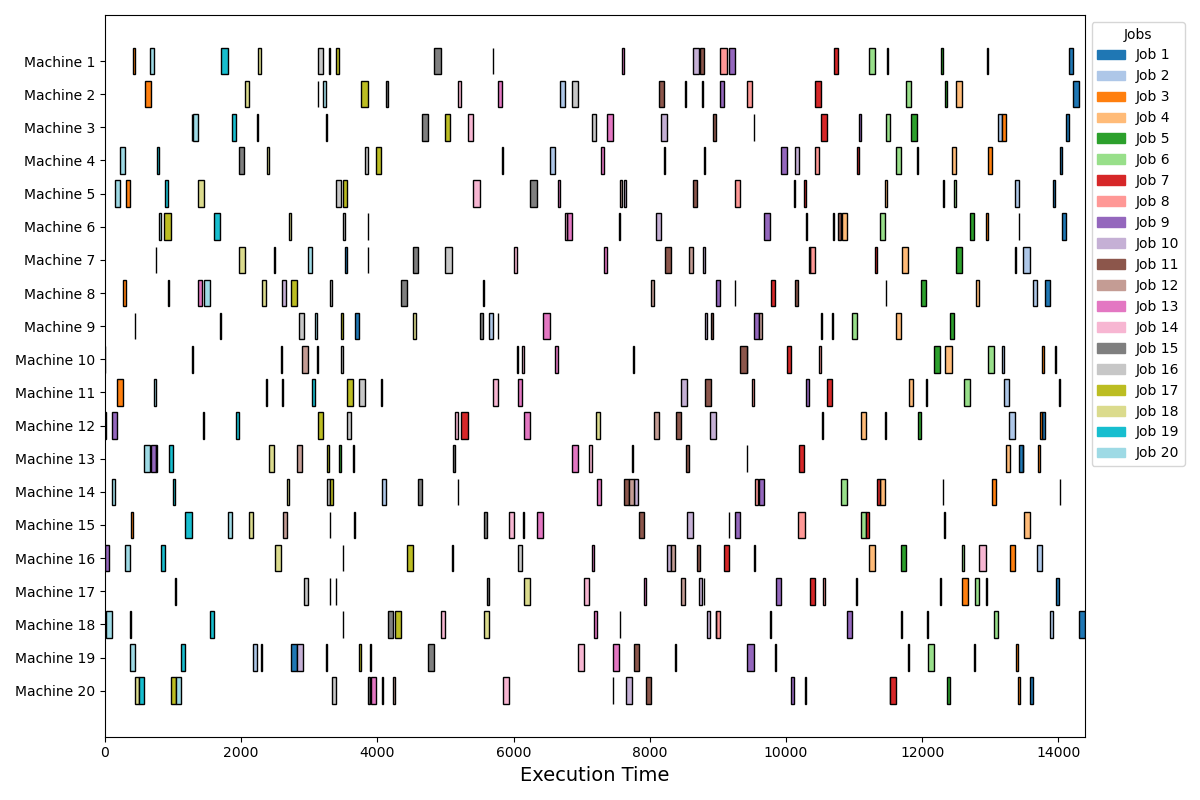 Machine 1
Machine 2
Machine 3
Machine 4
Machine 5
Machine 6
Machine 7
Machine 8
Machine 9
Machine 10
Machine 11
Machine 12
Machine 13
Machine 14
Machine 15
Machine 16
Machine 17
Machine 18
Machine 19
Machine 20
0 2000 4000 6000 8000 10000 12000 14000
Execution Time
Jobs
Job 1
Job 2
Job 3
Job 4
Job 5
Job 6
Job 7
Job 8
Job 9
Job 10
Job 11
Job 12
Job 13
Job 14
Job 15
Job 16
Job 17
Job 18
Job 19
Job 20